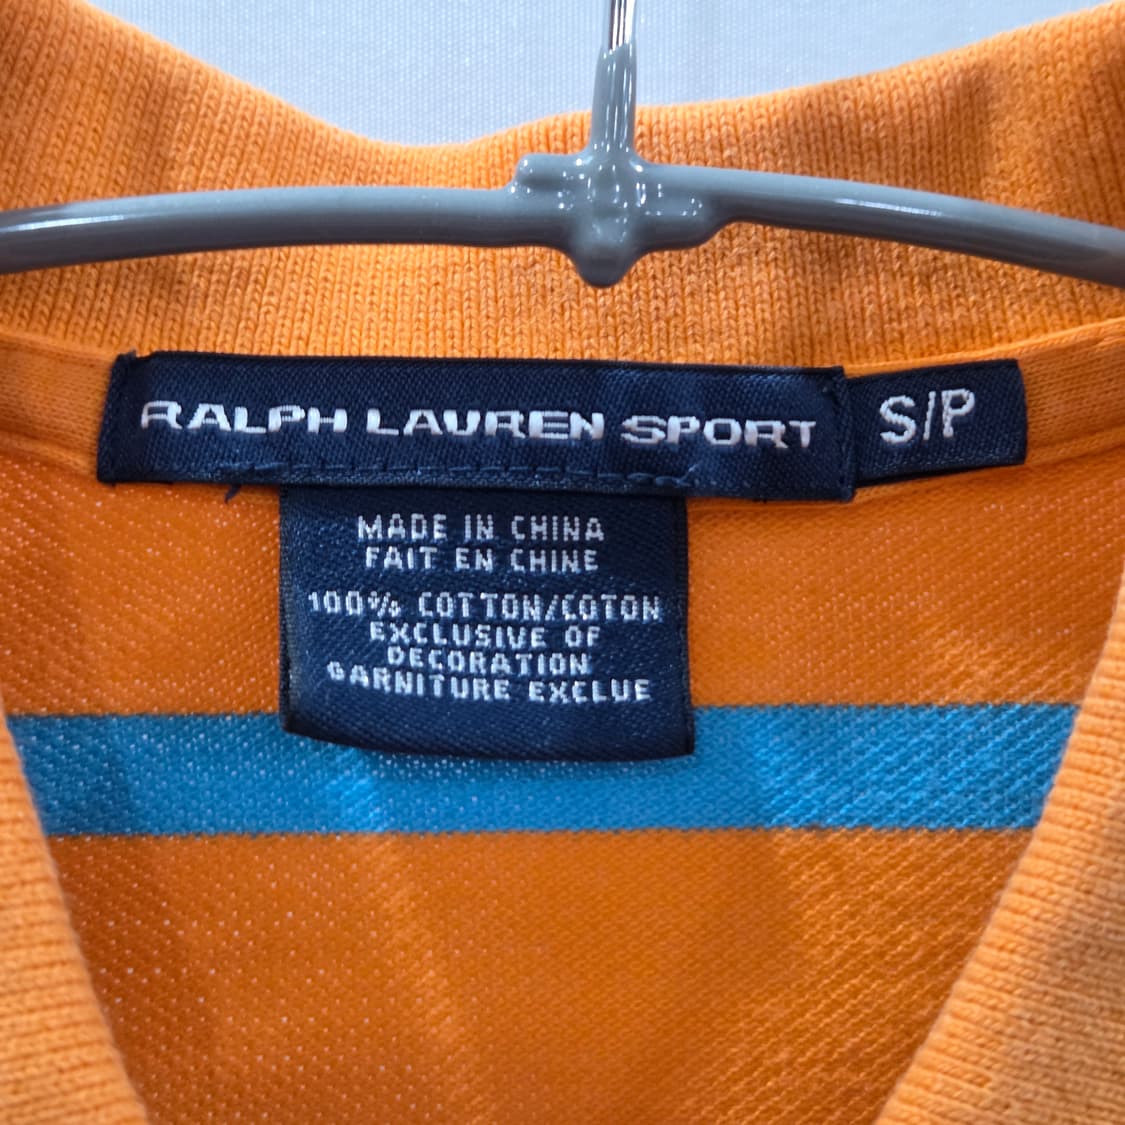 RALPH LAUREN SPORT
S/P
MADE IN CHINA
FAIT EN CHINE
100% COTTON/COTON
EXCLUSIVE OF
DECORATION
GARNITURE EXCLUE